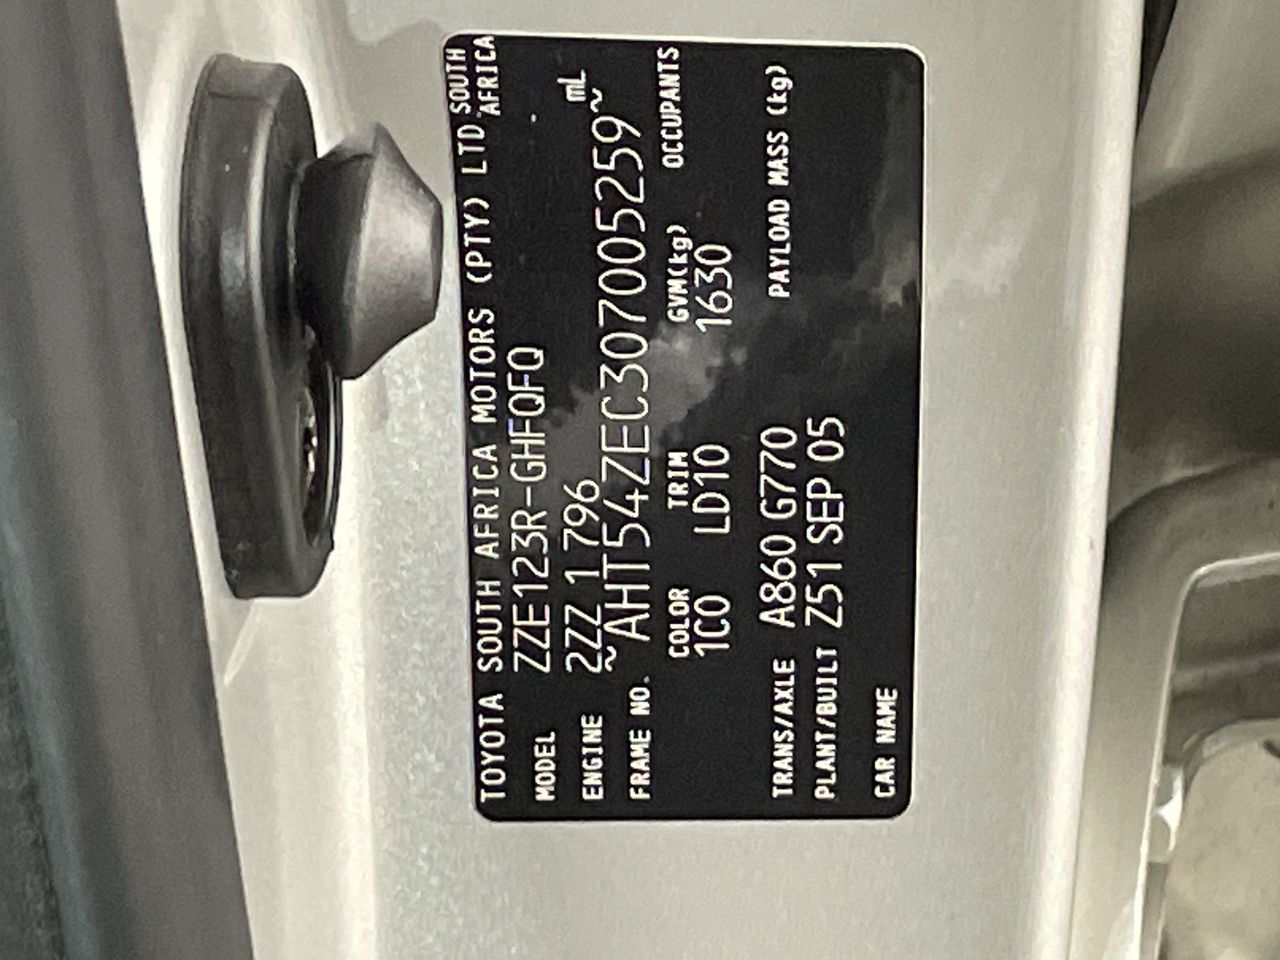 TOYOTA SOUTH AFRICA MOTORS (PTY) LTD. SOUTH AFRICA
MODEL ZZE123R-GHFQFQ
ENGINE 2ZZ 1 796 mL
FRAME NO. ~AHT54ZEC307005259~
COLOR TRIM GVM(kg) OCCUPANTS
1C0 LD10 1630
TRANS/AXLE A860 G770 PAYLOAD MASS (kg)
PLANT/BUILT Z51 SEP 05
CAR NAME